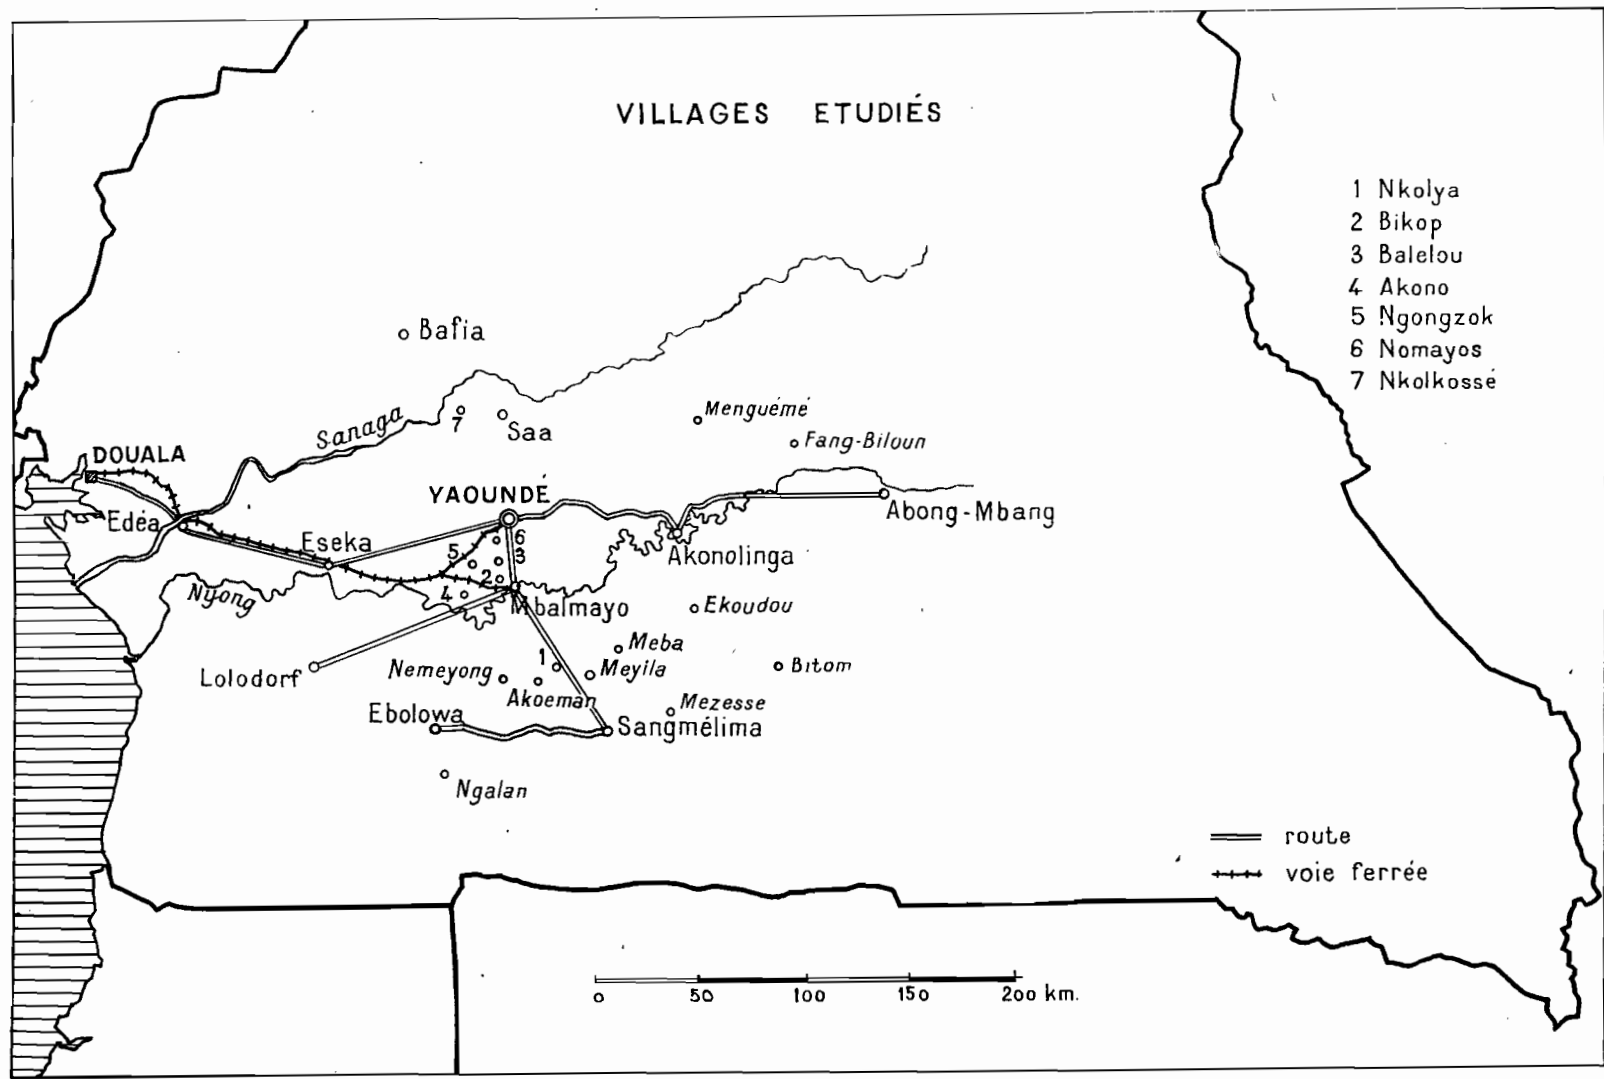 VILLAGES ETUDIÉS
1 Nkolya
2 Bikop
3 Balelou
4 Akono
5 Ngongzok
6 Nomayos
7 Nkolkossé
Bafia
Sanaga
7
Saa
Menguémé
Fang-Biloun
DOUALA
YAOUNDÉ
Edéa
Eseka
Abong-Mbang
Akonolinga
6
5
3
2
4
Nyong
Mbalmayo
Ekoudou
Meba
1
Meyila
Bitom
Lolodorf
Nemeyong
Akoeman
Mezesse
Ebolowa
Sangmélima
Ngalan
route
voie ferrée
0 50 100 150 200 km.